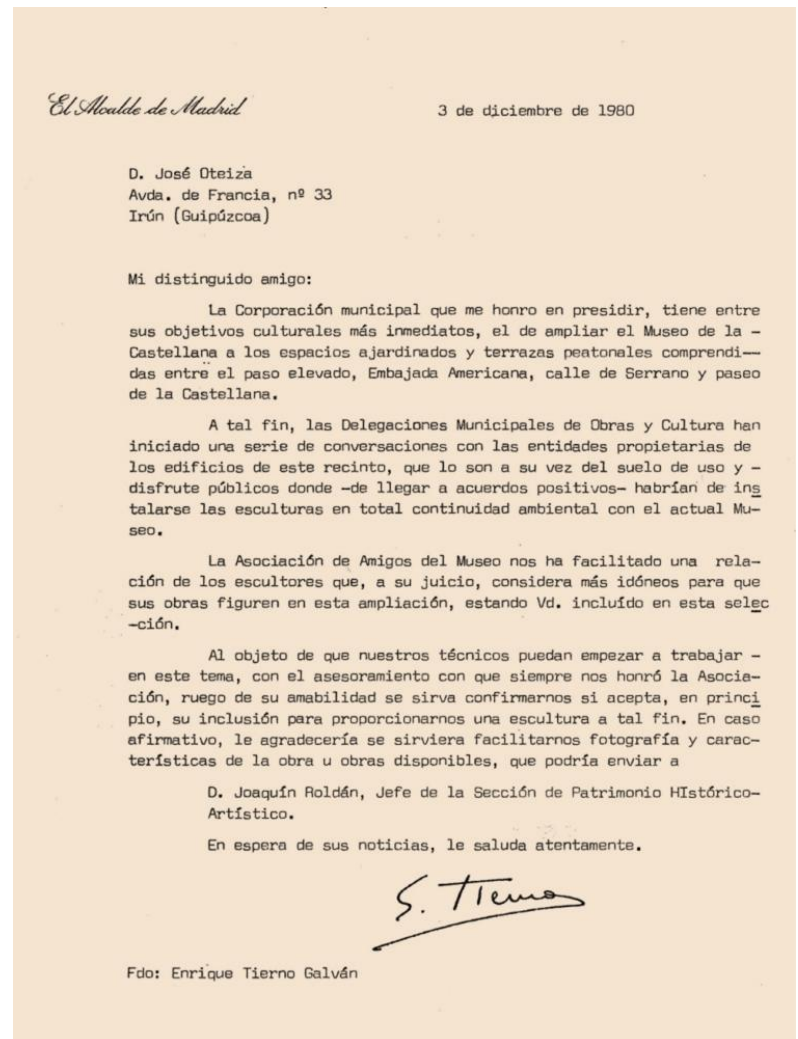 El Alcalde de Madrid
3 de diciembre de 1980
D. José Oteiza
Avda. de Francia, nº 33
Irún (Guipúzcoa)
Mi distinguido amigo:
La Corporación municipal que me honro en presidir, tiene entre
sus objetivos culturales más inmediatos, el de ampliar el Museo de la -
Castellana a los espacios ajardinados y terrazas peatonales comprendi--
das entre el paso elevado, Embajada Americana, calle de Serrano y paseo
de la Castellana.
A tal fin, las Delegaciones Municipales de Obras y Cultura han
iniciado una serie de conversaciones con las entidades propietarias de
los edificios de este recinto, que lo son a su vez del suelo de uso y -
disfrute públicos donde -de llegar a acuerdos positivos- habrían de ins
talarse las esculturas en total continuidad ambiental con el actual Mu-
seo.
La Asociación de Amigos del Museo nos ha facilitado una rela-
ción de los escultores que, a su juicio, considera más idóneos para que
sus obras figuren en esta ampliación, estando Vd. incluído en esta selec
-ción.
Al objeto de que nuestros técnicos puedan empezar a trabajar -
en este tema, con el asesoramiento con que siempre nos honró la Asocia-
ción, ruego de su amabilidad se sirva confirmarnos si acepta, en princi
pio, su inclusión para proporcionarnos una escultura a tal fin. En caso
afirmativo, le agradecería se sirviera facilitarnos fotografía y carac-
terísticas de la obra u obras disponibles, que podría enviar a
D. Joaquín Roldán, Jefe de la Sección de Patrimonio HIstórico-
Artístico.
En espera de sus noticias, le saluda atentamente.
Tierno
Fdo: Enrique Tierno Galván